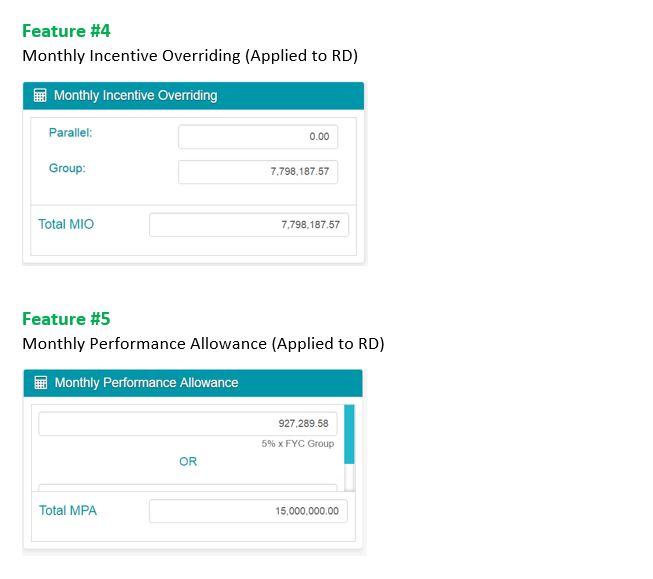 Feature #4
Monthly Incentive Overriding (Applied to RD)
Monthly Incentive Overriding
Parallel:
0.00
Group:
7,798,187.57
Total MIO
7,798,187.57
Feature #5
Monthly Performance Allowance (Applied to RD)
Monthly Performance Allowance
927,289.58
5% x FYC Group
OR
Total MPA
15,000,000.00